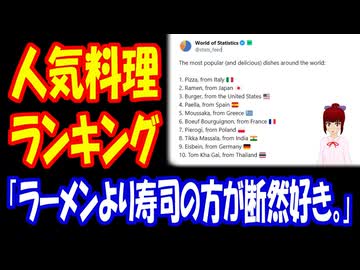 人気料理
ランキング
World of Statistics
@stats_feed
The most popular (and delicious) dishes around the world:
1. Pizza, from Italy 🇮🇹
2. Ramen, from Japan 🇯🇵
3. Burger, from the United States 🇺🇸
4. Paella, from Spain 🇪🇸
5. Moussaka, from Greece 🇬🇷
6. Boeuf Bourguignon, from France 🇫🇷
7. Pierogi, from Poland 🇵🇱
8. Tikka Massala, from India 🇮🇳
9. Eisbein, from Germany 🇩🇪
10. Tom Kha Gai, from Thailand 🇹🇭
「ラーメンより寿司の方が断然好き。」